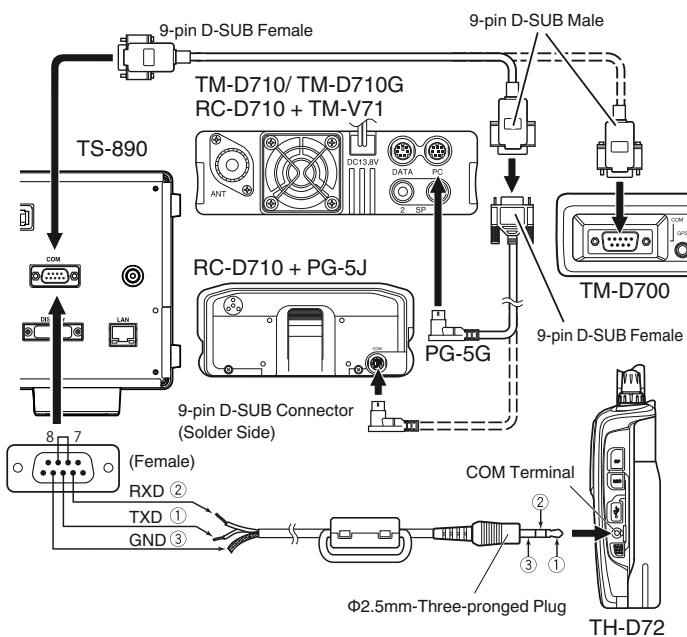 9-pin D-SUB Female
9-pin D-SUB Male
TM-D710/ TM-D710G
RC-D710 + TM-V71
TS-890
ANT
DC13.8V
DATA
PC
2 SP
COM
GPS
COM
DISPLAY
LAN
RC-D710 + PG-5J
COM
TM-D700
PG-5G
9-pin D-SUB Female
9-pin D-SUB Connector
(Solder Side)
8 7
(Female)
RXD ②
TXD ①
GND ③
COM Terminal
②
③ ①
Φ2.5mm-Three-pronged Plug
TH-D72